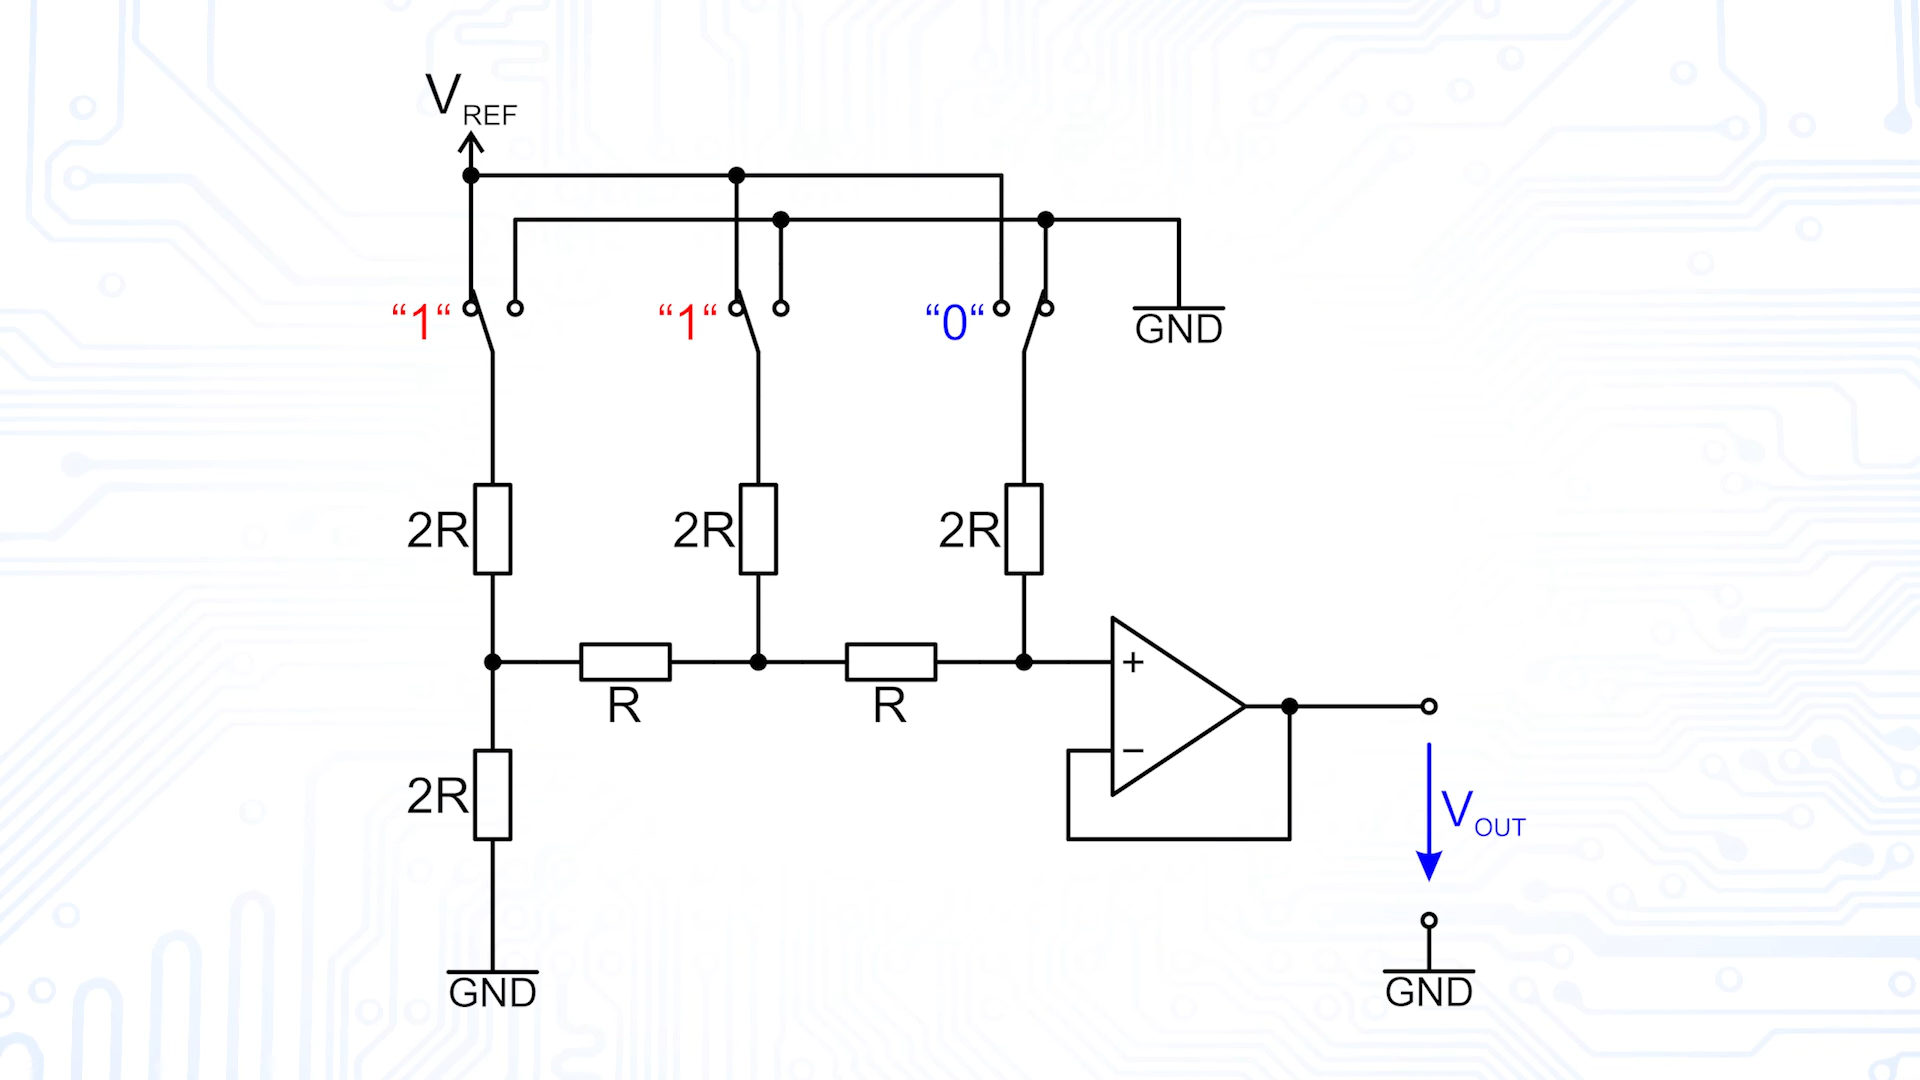 VREF
“1“ “1“ “0“
GND
2R 2R 2R
+
R R
−
2R
VOUT
GND GND